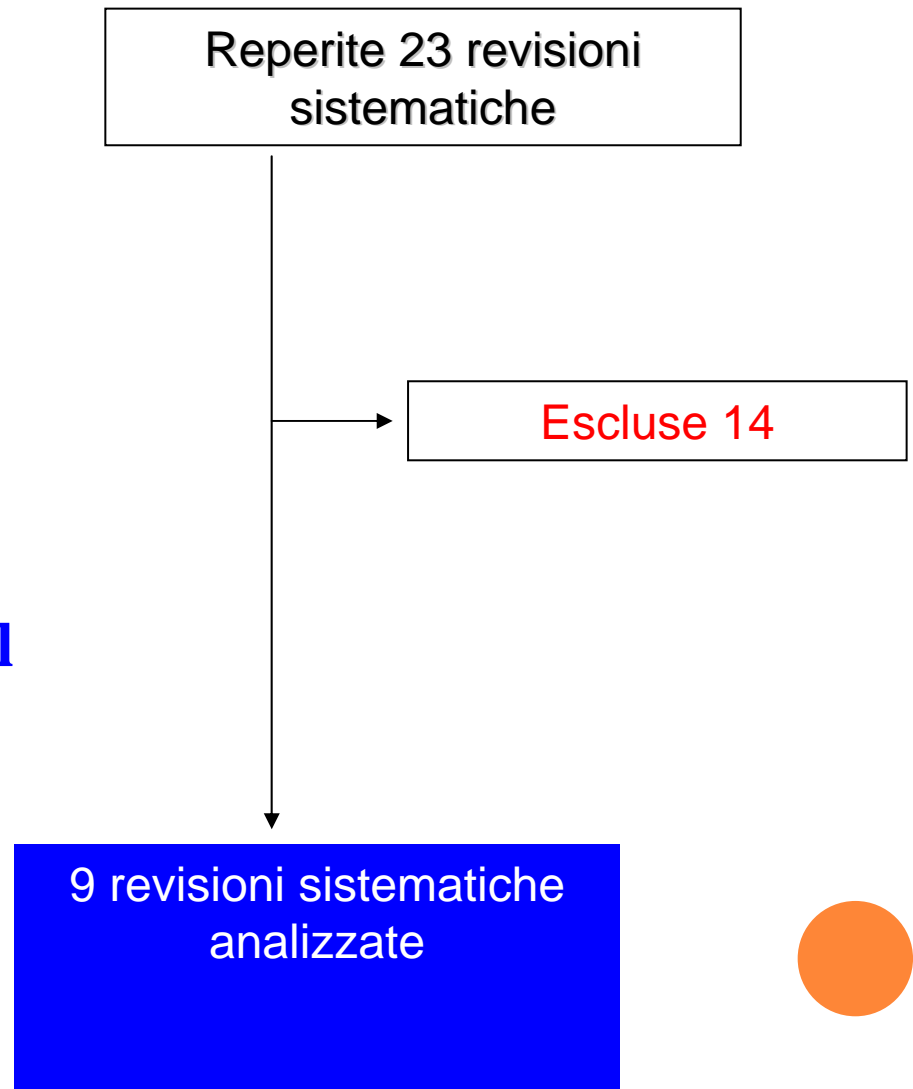 Reperite 23 revisioni
sistematiche
Escluse 14
9 revisioni sistematiche
analizzate